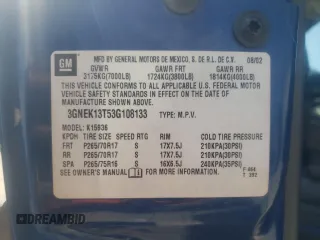 GM
MFD BY GENERAL MOTORS DE MEXICO, S. DE R.L. DE C.V. 08/02
GVWR GAWR FRT GAWR RR
3175KG(7000LB) 1724KG(3800LB) 1814KG(4000LB)
THIS VEHICLE CONFORMS TO ALL APPLICABLE U.S. FEDERAL MOTOR
VEHICLE SAFETY STANDARDS IN EFFECT ON THE DATE OF
MANUFACTURE SHOWN ABOVE.
3GNEK13T53G108133 TYPE: M.P.V.
MODEL: K15936
KPDN TIRE SIZE SPEED RTG RIM COLD TIRE PRESSURE
FRT P265/70R17 S 17X7.5J 210KPA(30PSI)
RR P265/70R17 S 17X7.5J 210KPA(30PSI)
SPA P265/75R16 S 16X6.5J 240KPA(35PSI)
SEE OWNER'S MANUAL FOR ADDITIONAL INFORMATION.
BIDFAX